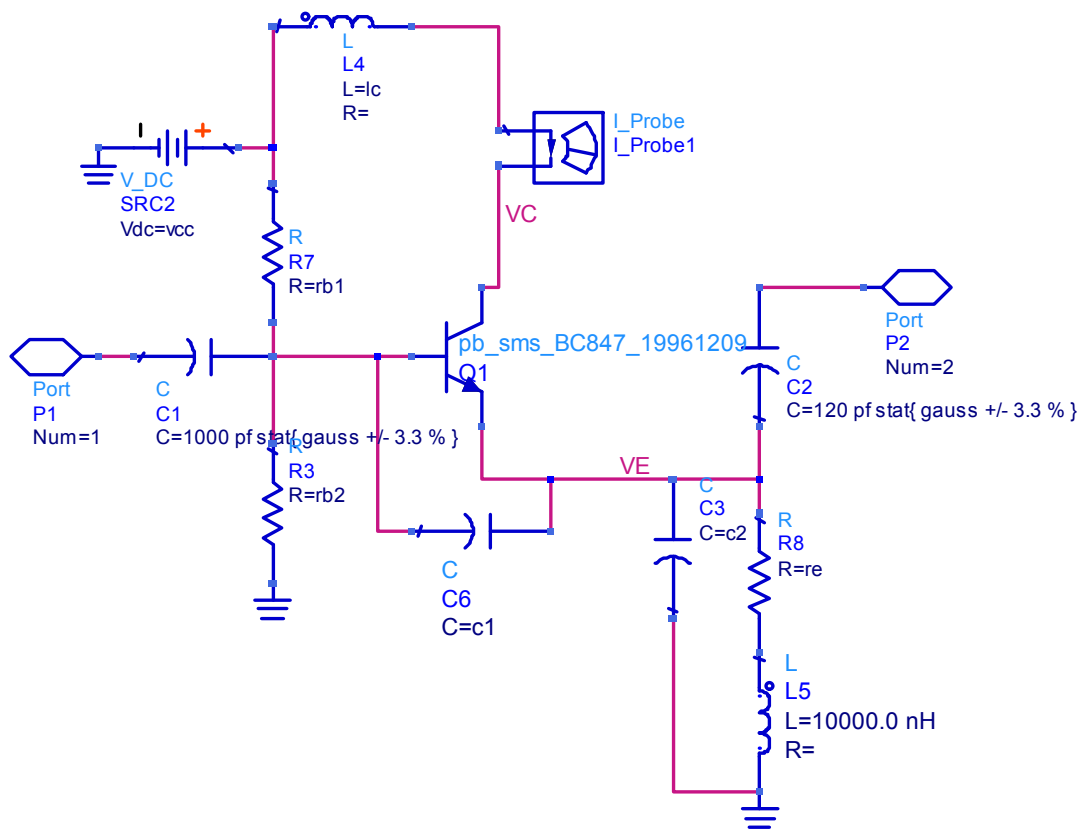 L
L4
L=lc
R=
I_Probe
I_Probe1
V_DC
SRC2
Vdc=vcc
VC
R
R7
R=rb1
pb_sms_BC847_19961209
Q1
Port
P2
Num=2
Port
P1
Num=1
C
C1
C=1000 pf stat{ gauss +/- 3.3 % }
C
C2
C=120 pf stat{ gauss +/- 3.3 % }
R
R3
R=rb2
VE
C
C3
C=c2
R
R8
R=re
C
C6
C=c1
L
L5
L=10000.0 nH
R=